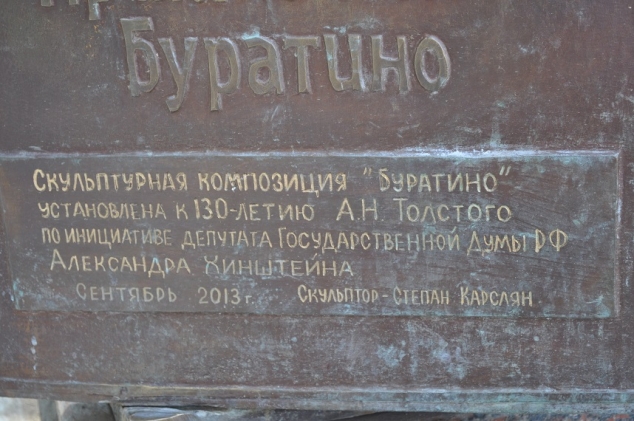 Буратино
Скульптурная композиция "Буратино"
установлена к 130-летию А.Н. Толстого
по инициативе депутата Государственной Думы РФ
Александра Хинштейна
Сентябрь 2013 г. Скульптор - Степан Карслян